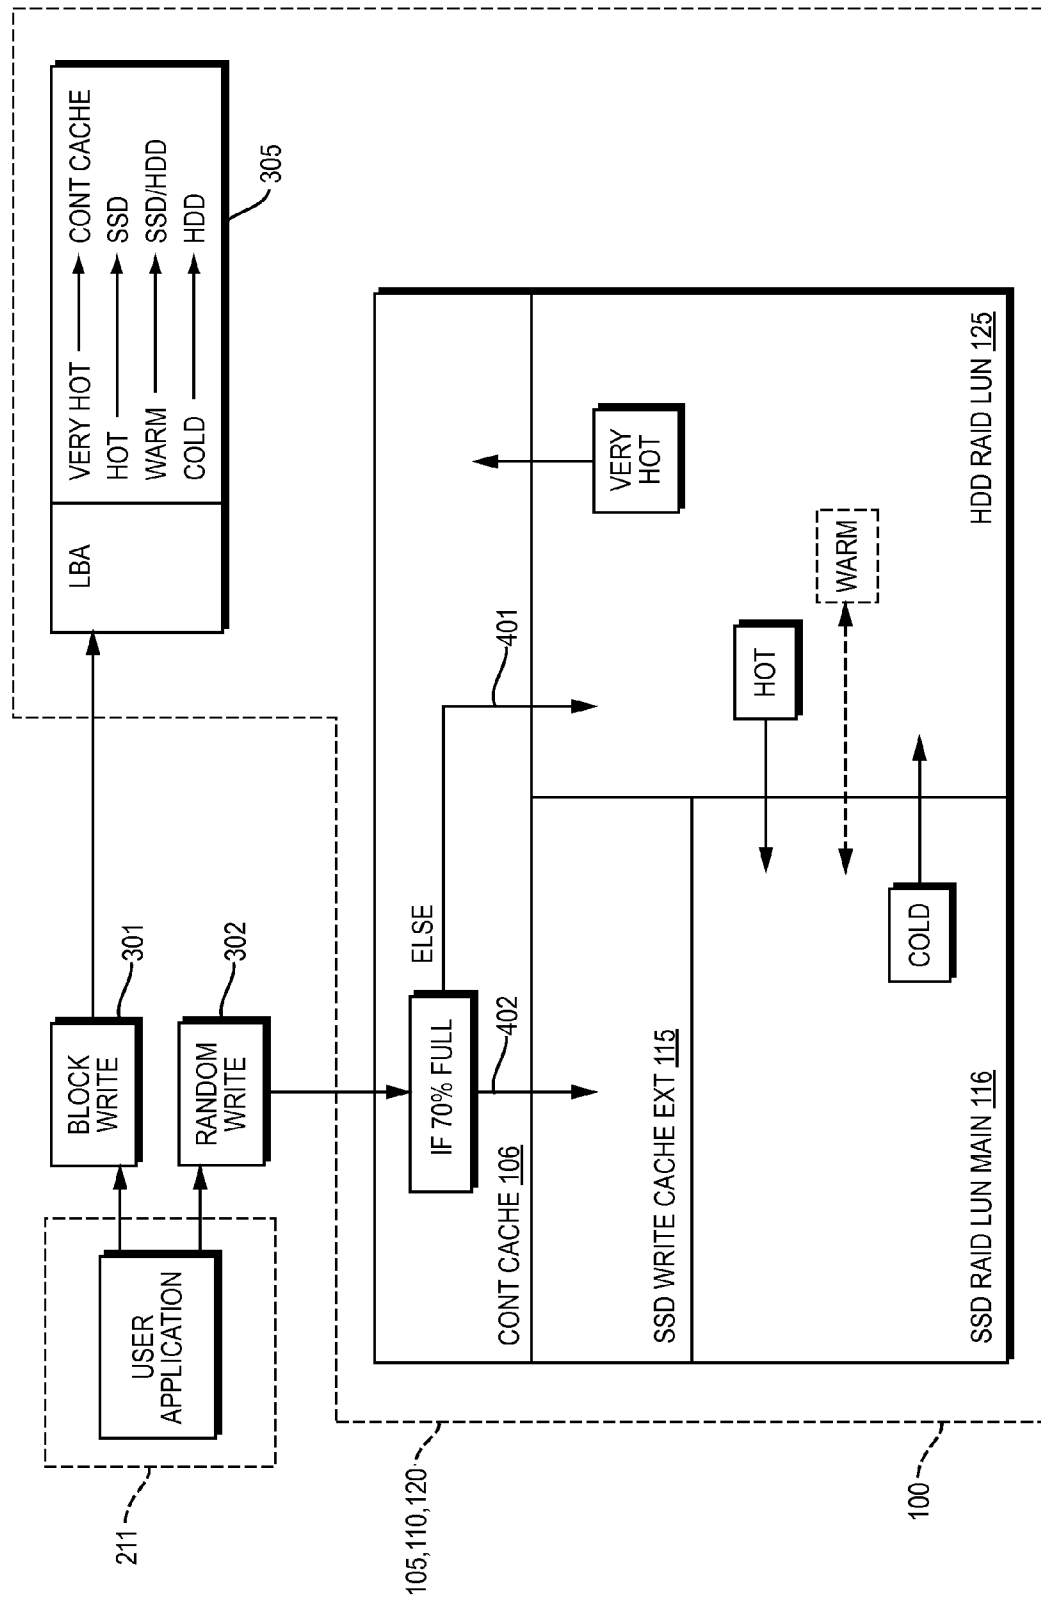 211
USER
APPLICATION
BLOCK
WRITE
301
RANDOM
WRITE
302
LBA
VERY HOT
CONT CACHE
HOT
SSD
WARM
SSD/HDD
COLD
HDD
305
105,110,120
100
IF 70% FULL
ELSE
402
401
CONT CACHE 106
SSD WRITE CACHE EXT 115
SSD RAID LUN MAIN 116
COLD
HOT
WARM
VERY
HOT
HDD RAID LUN 125